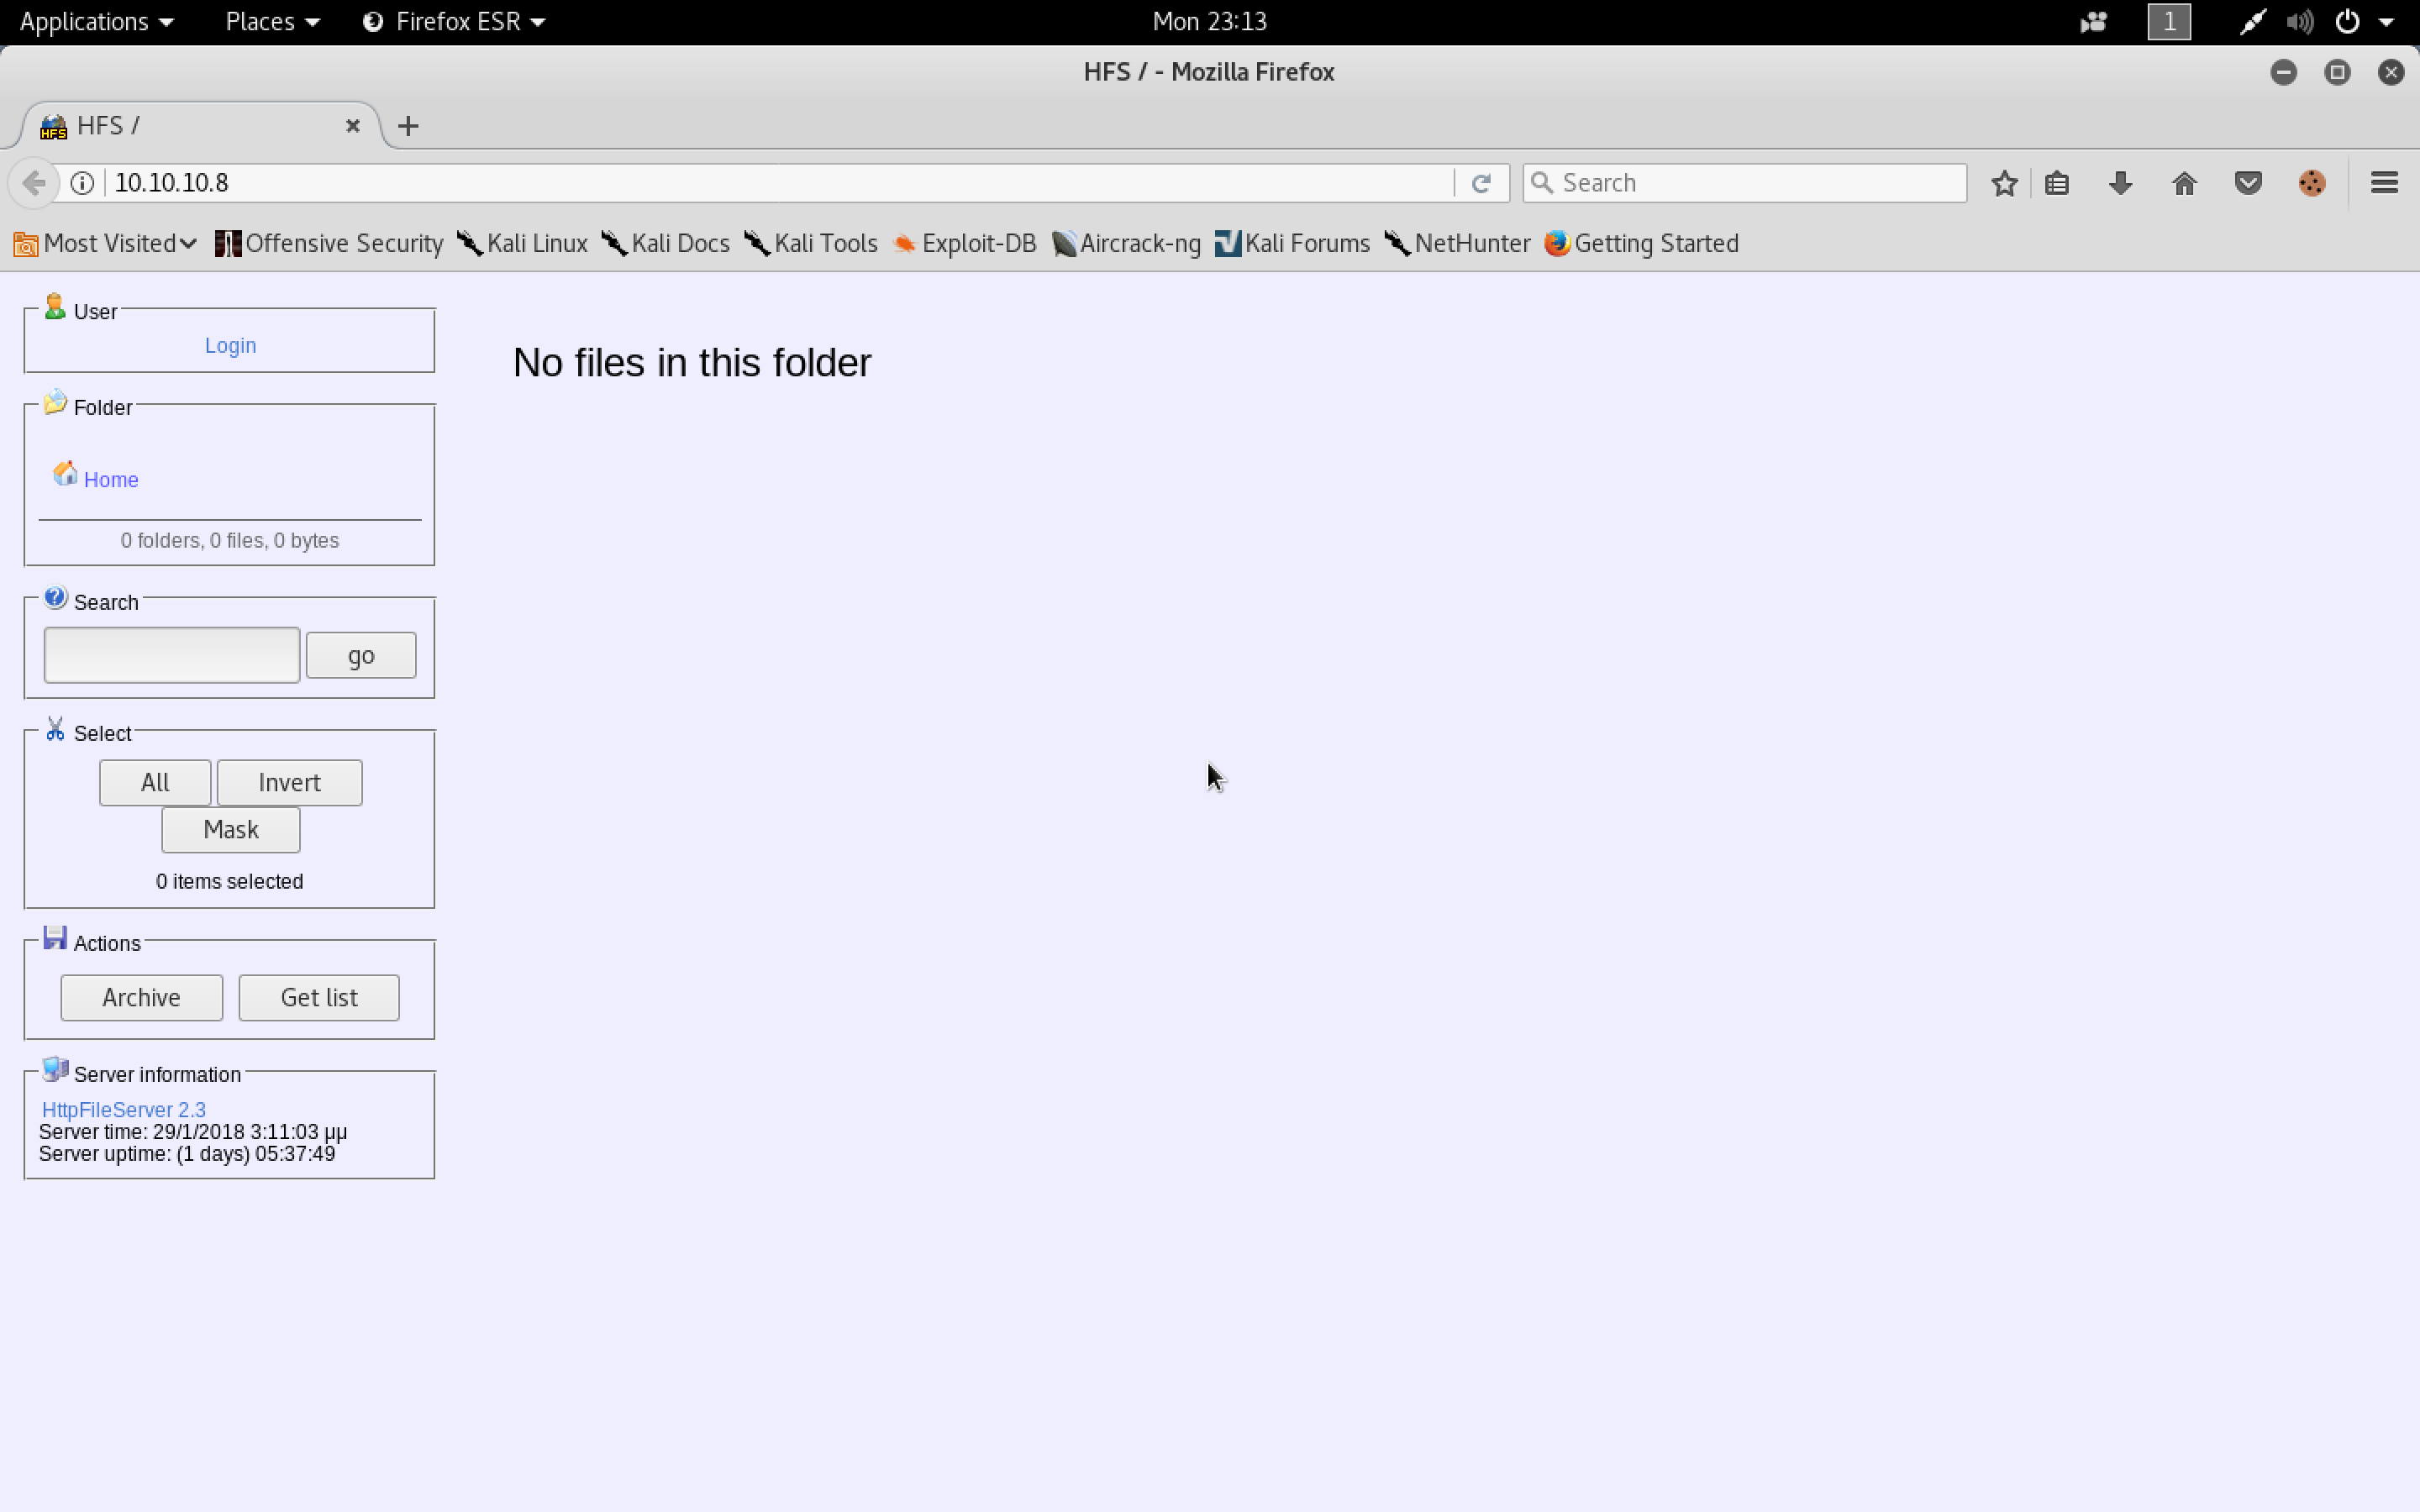 Applications Places Firefox ESR Mon 23:13 1
HFS / - Mozilla Firefox
HFS /
10.10.10.8 Search
Most Visited Offensive Security Kali Linux Kali Docs Kali Tools Exploit-DB Aircrack-ng Kali Forums NetHunter Getting Started
User
Login
No files in this folder
Folder
Home
0 folders, 0 files, 0 bytes
Search
go
Select
All Invert
Mask
0 items selected
Actions
Archive Get list
Server information
HttpFileServer 2.3
Server time: 29/1/2018 3:11:03 μμ
Server uptime: (1 days) 05:37:49